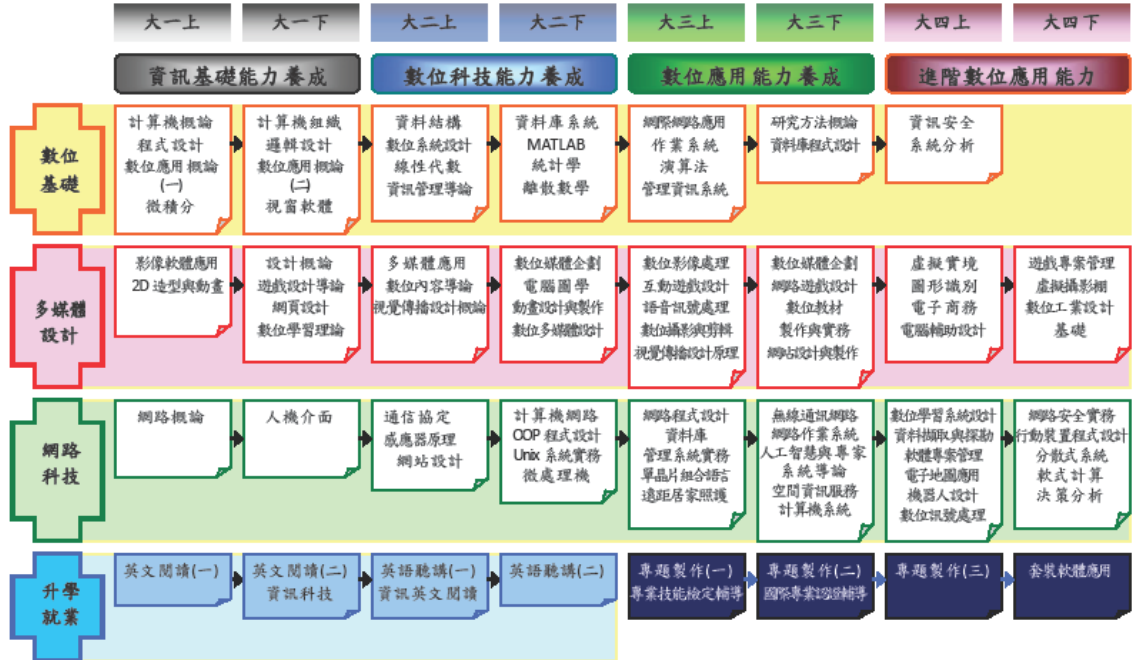 大一上
大一下
大二上
大二下
大三上
大三下
大四上
大四下
資訊基礎能力養成
數位科技能力養成
數位應用能力養成
進階數位應用能力
數位
基礎
計算機概論
程式設計
數位應用概論
(一)
微積分
計算機組織
邏輯設計
數位應用概論
(二)
視窗軟體
資料結構
數位系統設計
線性代數
資訊管理導論
資料庫系統
MATLAB
統計學
離散數學
網際網路應用
作業系統
演算法
管理資訊系統
研究方法概論
資料庫程式設計
資訊安全
系統分析
多媒體
設計
影像軟體應用
2D 造型與動畫
設計概論
遊戲設計導論
網頁設計
數位學習理論
多媒體應用
數位內容導論
視覺傳播設計概論
數位媒體企劃
電腦圖學
動畫設計與製作
數位多媒體設計
數位影像處理
互動遊戲設計
語音訊號處理
數位攝影與剪輯
視覺傳播設計原理
數位媒體企劃
網路遊戲設計
數位教材
製作與實務
網站設計與製作
虛擬實境
圖形識別
電子商務
電腦輔助設計
遊戲專案管理
虛擬攝影棚
數位工業設計
基礎
網路
科技
網路概論
人機介面
通信協定
感應器原理
網站設計
計算機網路
OOP 程式設計
Unix 系統實務
微處理機
網路程式設計
資料庫
管理系統實務
單晶片組合語言
遠距居家照護
無線通訊網路
網路作業系統
人工智慧與專家
系統導論
空間資訊服務
計算機系統
數位學習系統設計
資料擷取與探勘
軟體專案管理
電子地圖應用
機器人設計
數位訊號處理
網路安全實務
行動裝置程式設計
分散式系統
軟式計算
決策分析
升學
就業
英文閱讀(一)
英文閱讀(二)
資訊科技
英語聽講(一)
資訊英文閱讀
英語聽講(二)
專題製作(一)
專業技能檢定輔導
專題製作(二)
國際專業認證輔導
專題製作(三)
套裝軟體應用